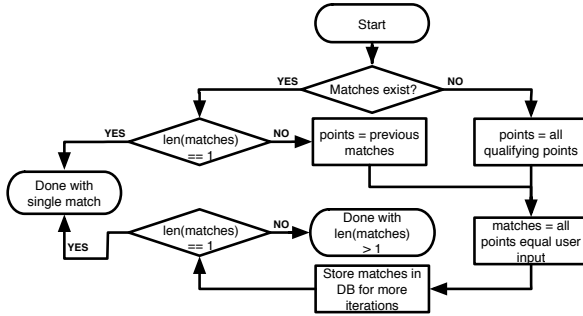 Start
Matches exist?
YES
NO
len(matches)
== 1
YES
NO
points = previous
matches
points = all
qualifying points
Done with
single match
len(matches)
== 1
YES
NO
Done with
len(matches)
> 1
matches = all
points equal user
input
Store matches in
DB for more
iterations